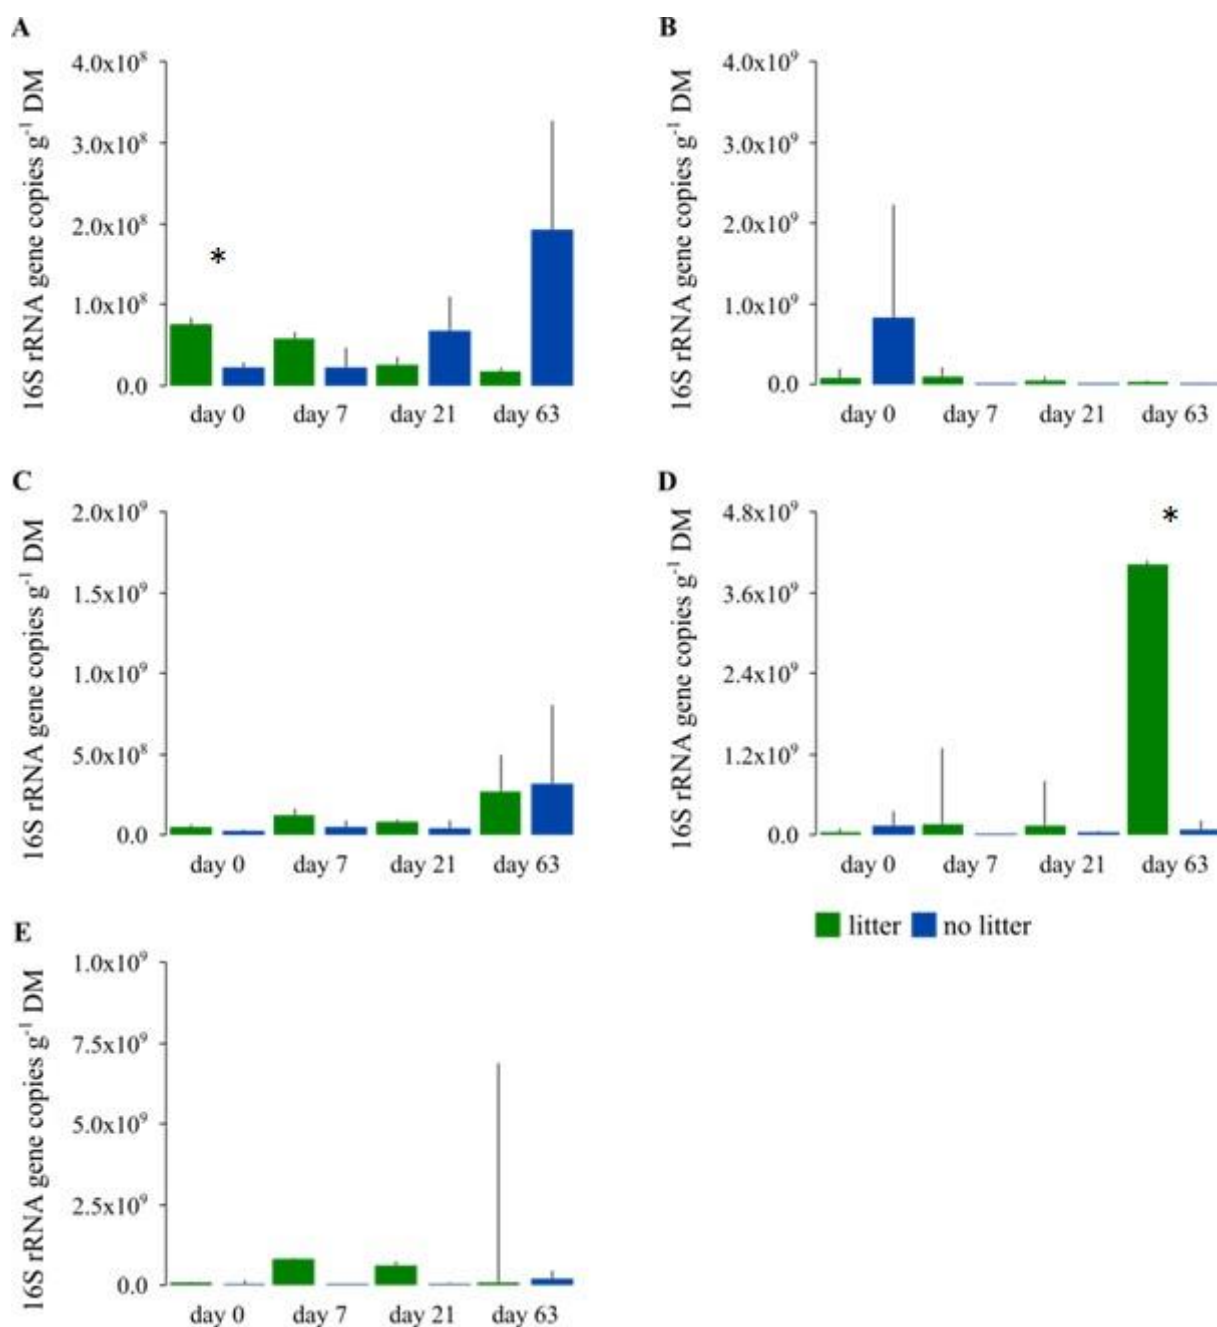 A
16S rRNA gene copies g⁻¹ DM
4.0x10⁸
3.0x10⁸
2.0x10⁸
1.0x10⁸
0.0
*
day 0 day 7 day 21 day 63
B
16S rRNA gene copies g⁻¹ DM
4.0x10⁹
3.0x10⁹
2.0x10⁹
1.0x10⁹
0.0
day 0 day 7 day 21 day 63
C
16S rRNA gene copies g⁻¹ DM
2.0x10⁹
1.5x10⁹
1.0x10⁹
5.0x10⁸
0.0
day 0 day 7 day 21 day 63
D
16S rRNA gene copies g⁻¹ DM
4.8x10⁹
3.6x10⁹
2.4x10⁹
1.2x10⁹
0.0
*
day 0 day 7 day 21 day 63
litter no litter
E
16S rRNA gene copies g⁻¹ DM
1.0x10⁹
7.5x10⁹
5.0x10⁹
2.5x10⁹
0.0
day 0 day 7 day 21 day 63